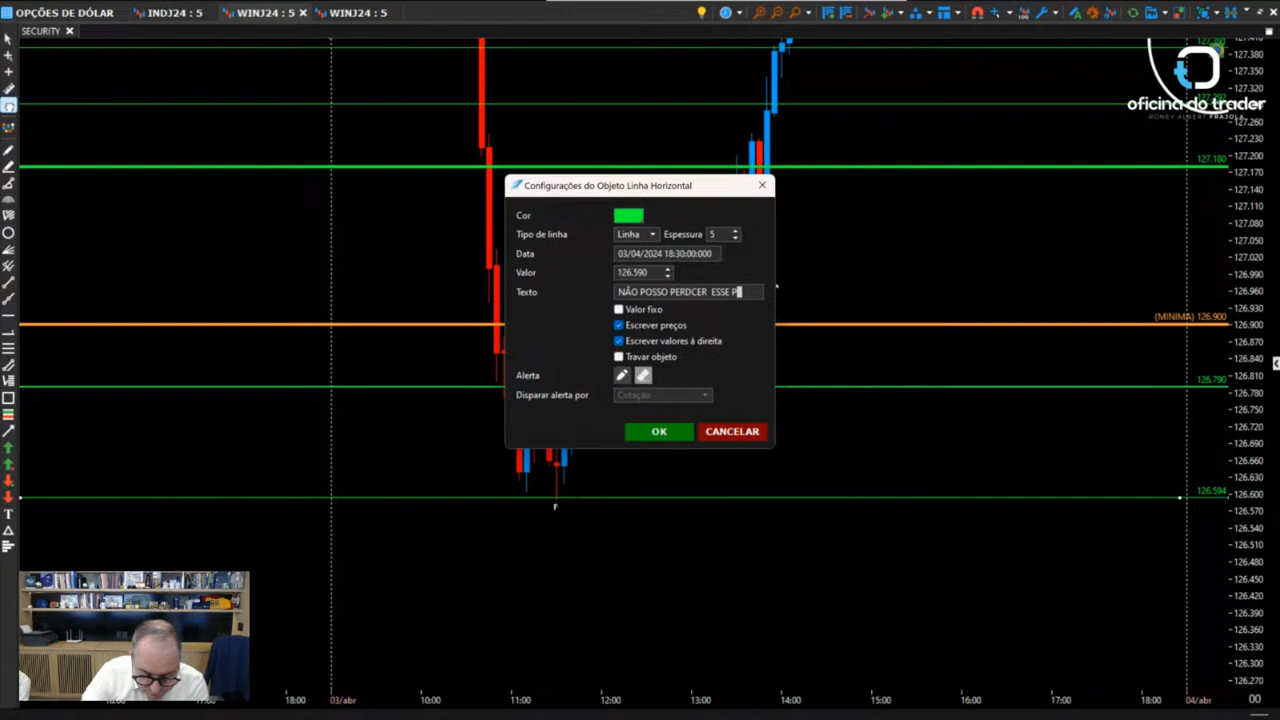 OPÇÕES DE DÓLAR
INDJ24 : 5
WINJ24 : 5
WINJ24 : 5
LOG
SECURITY
127.380
127.350
127.320
127.292
127.260
127.230
127.200
127.180
127.170
127.140
127.110
127.080
127.050
127.020
126.990
126.960
126.930
(MINIMA) 126.900
126.900
126.870
126.840
126.810
126.790
126.780
126.750
126.720
126.690
126.660
126.630
126.594
126.600
126.570
126.540
126.510
126.480
126.450
126.420
126.390
126.360
126.330
126.300
126.270
oficina do trader
RONEY ALBERT FRAJOLA
Configurações do Objeto Linha Horizontal
Cor
Tipo de linha
Linha
Espessura
5
Data
03/04/2024 18:30:00:000
Valor
126.590
Texto
NÃO POSSO PERDCER ESSE P
Valor fixo
Escrever preços
Escrever valores à direita
Travar objeto
Alerta
Disparar alerta por
Cotação
OK
CANCELAR
F
T
18:00
03/abr
10:00
11:00
12:00
13:00
14:00
15:00
16:00
17:00
18:00
04/abr
00